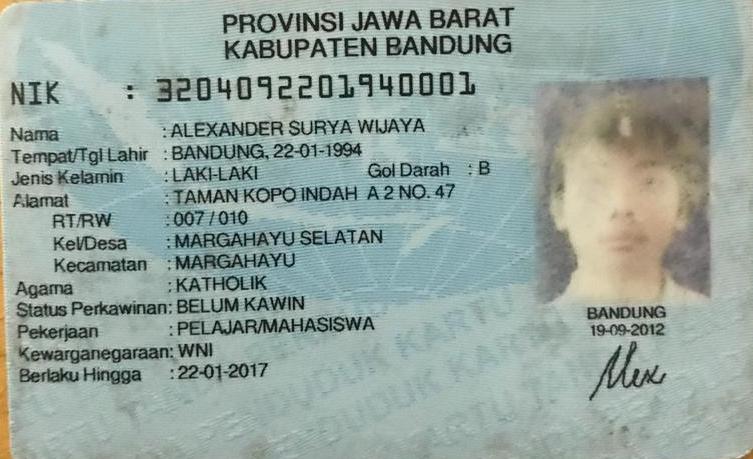 PROVINSI JAWA BARAT
KABUPATEN BANDUNG
NIK : 3204092201940001
Nama : ALEXANDER SURYA WIJAYA
Tempat/Tgl Lahir : BANDUNG, 22-01-1994
Jenis Kelamin : LAKI-LAKI Gol Darah : B
Alamat : TAMAN KOPO INDAH A 2 NO. 47
RT/RW : 007 / 010
Kel/Desa : MARGAHAYU SELATAN
Kecamatan : MARGAHAYU
Agama : KATHOLIK
Status Perkawinan: BELUM KAWIN
Pekerjaan : PELAJAR/MAHASISWA
Kewarganegaraan: WNI
Berlaku Hingga : 22-01-2017
BANDUNG
19-09-2012
Alex